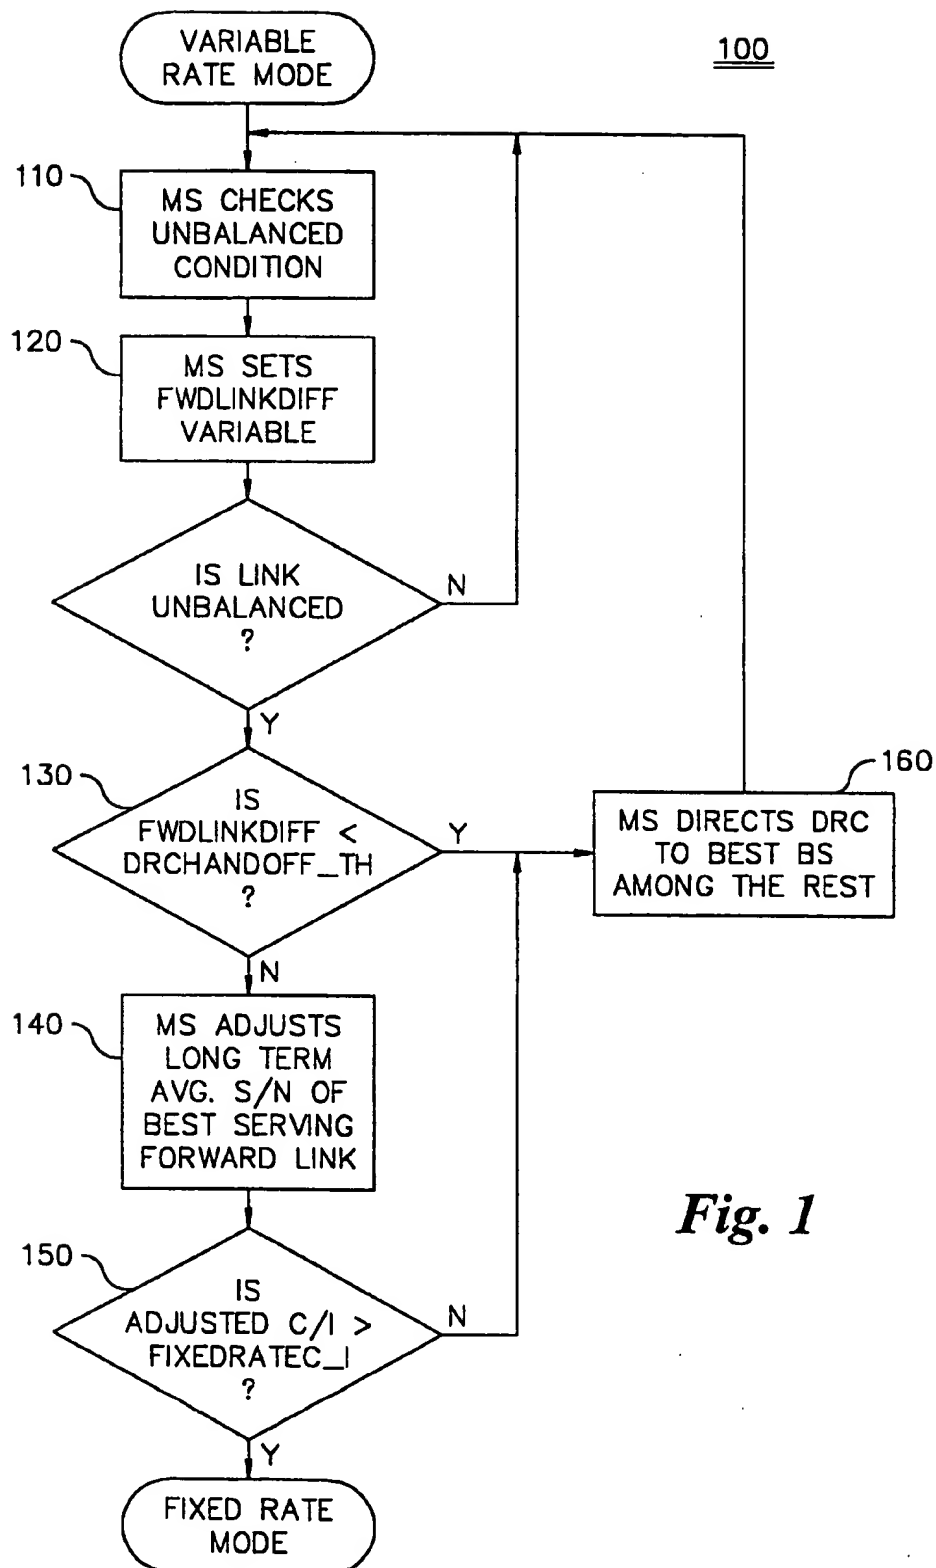 VARIABLE
RATE MODE
100
110
MS CHECKS
UNBALANCED
CONDITION
120
MS SETS
FWDLINKDIFF
VARIABLE
IS LINK
UNBALANCED
?
N
Y
130
IS
FWDLINKDIFF <
DRCHANDOFF_TH
?
Y
N
160
MS DIRECTS DRC
TO BEST BS
AMONG THE REST
140
MS ADJUSTS
LONG TERM
AVG. S/N OF
BEST SERVING
FORWARD LINK
150
IS
ADJUSTED C/I >
FIXEDRATEC_I
?
N
Y
FIXED RATE
MODE
Fig. 1